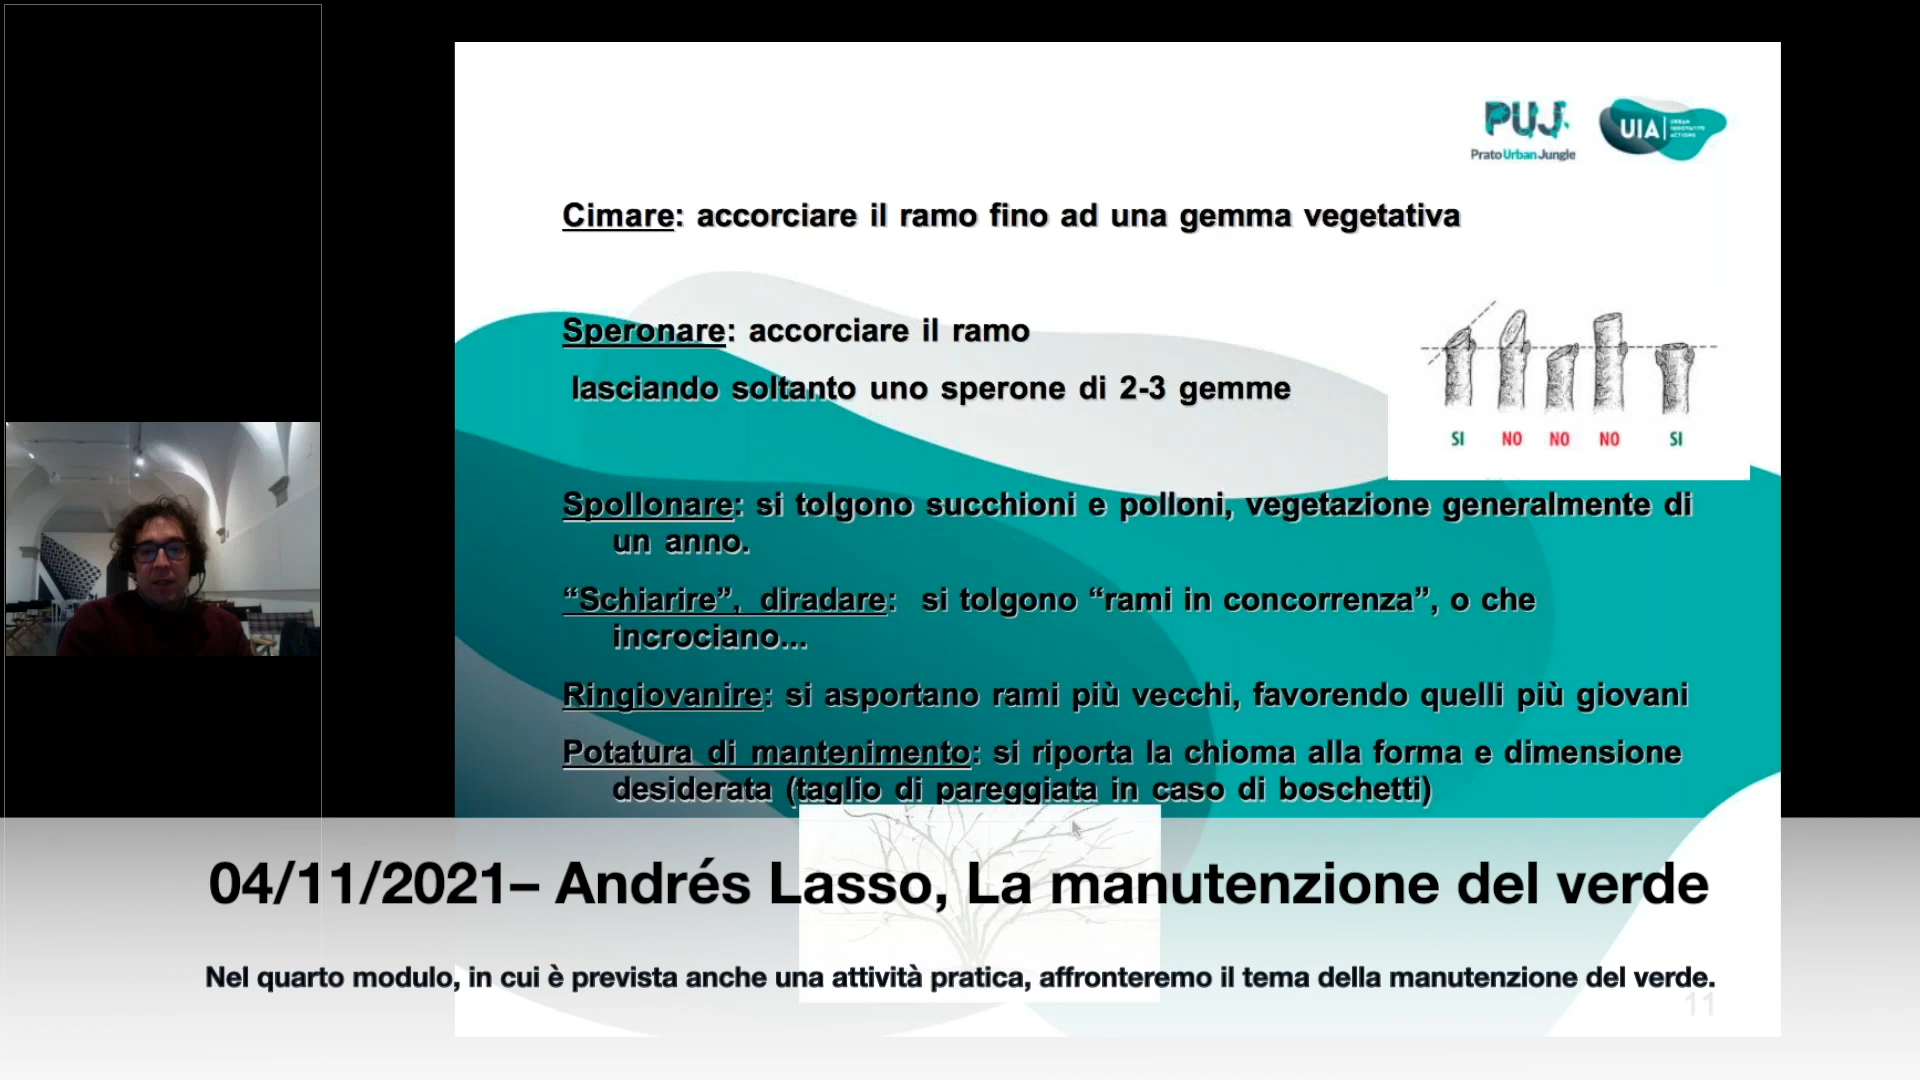 PUJ
Prato Urban Jungle
UIA
URBAN
INNOVATIVE
ACTIONS
Cimare: accorciare il ramo fino ad una gemma vegetativa
Speronare: accorciare il ramo
lasciando soltanto uno sperone di 2-3 gemme
SI NO NO NO SI
Spollonare: si tolgono succhioni e polloni, vegetazione generalmente di
un anno.
“Schiarire”, diradare: si tolgono “rami in concorrenza”, o che
incrociano...
Ringiovanire: si asportano rami più vecchi, favorendo quelli più giovani
Potatura di mantenimento: si riporta la chioma alla forma e dimensione
desiderata (taglio di pareggiata in caso di boschetti)
04/11/2021– Andrés Lasso, La manutenzione del verde
Nel quarto modulo, in cui è prevista anche una attività pratica, affronteremo il tema della manutenzione del verde.
11